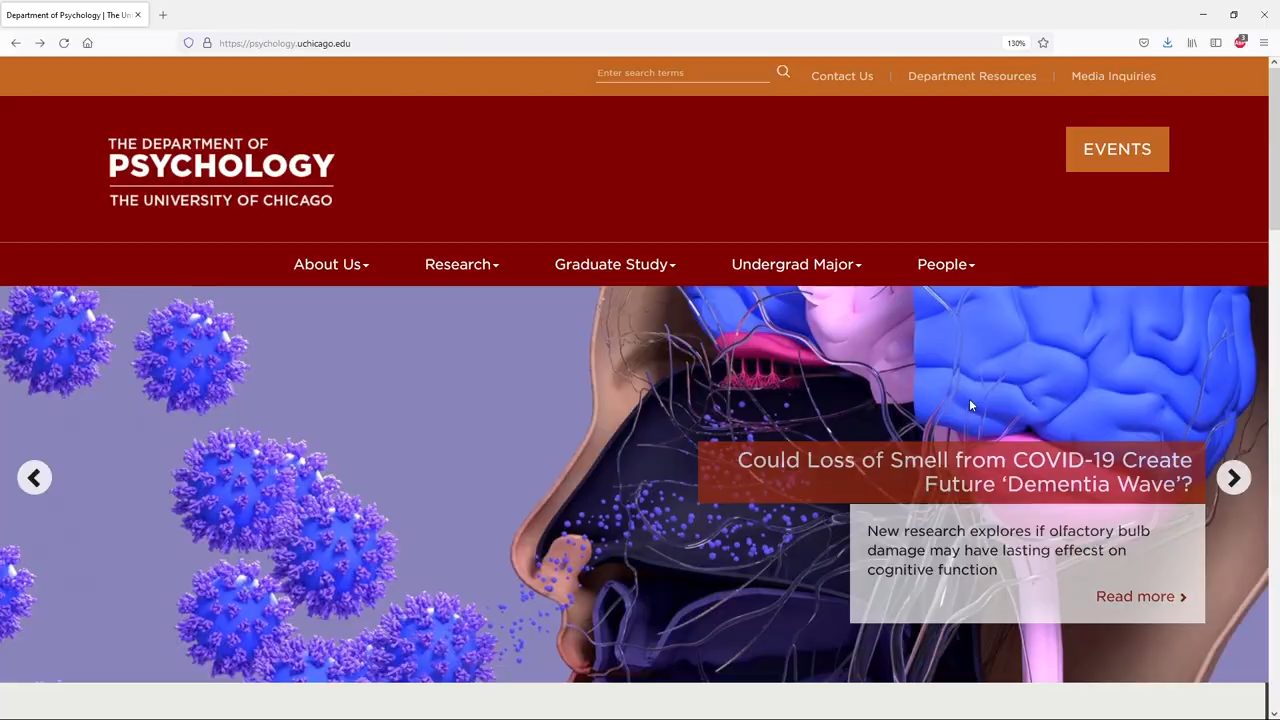 Department of Psychology | The Un
https://psychology.uchicago.edu
130%
3
Enter search terms
Contact Us
Department Resources
Media Inquiries
THE DEPARTMENT OF
PSYCHOLOGY
THE UNIVERSITY OF CHICAGO
EVENTS
About Us
Research
Graduate Study
Undergrad Major
People
Could Loss of Smell from COVID-19 Create
Future ‘Dementia Wave’?
New research explores if olfactory bulb
damage may have lasting effecst on
cognitive function
Read more